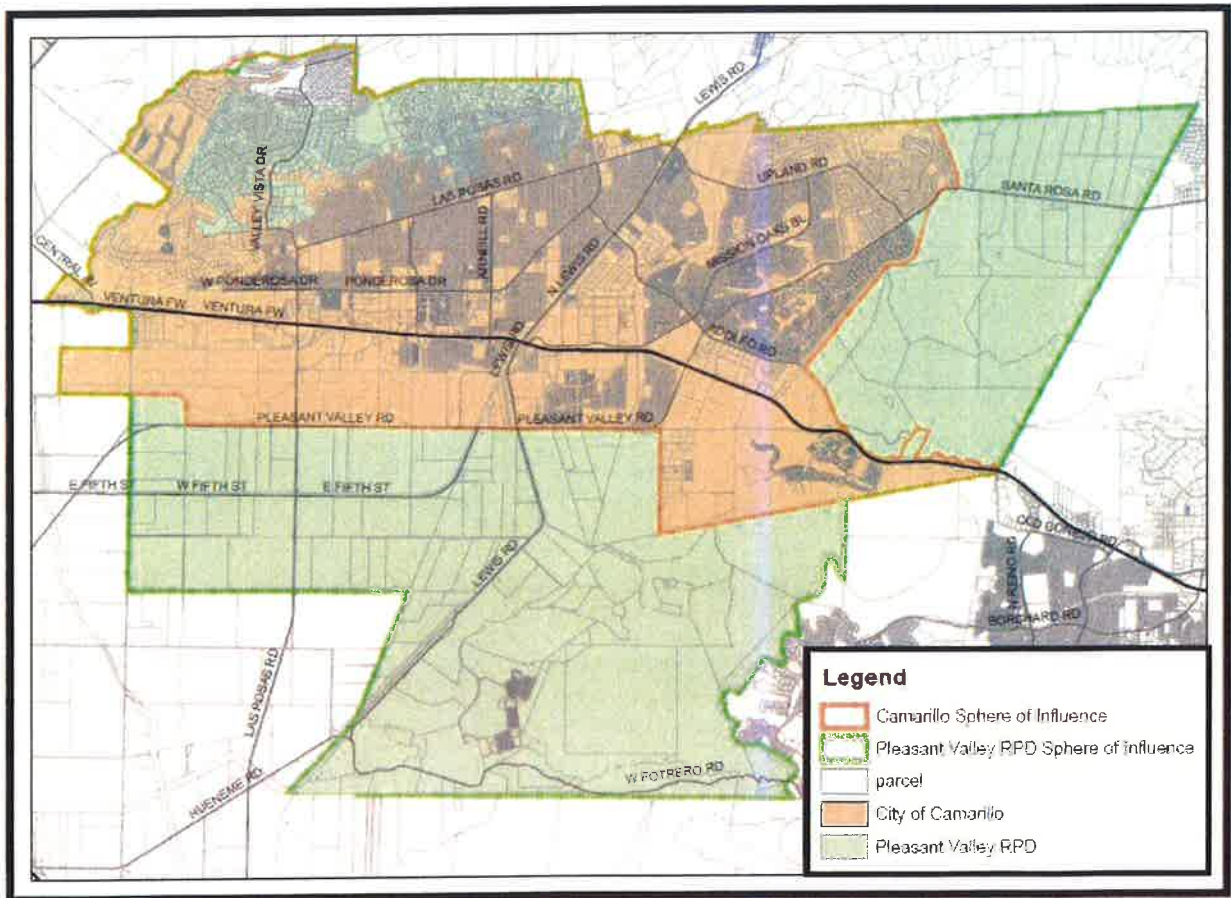 LEWIS RD
VALLEY VISTA DR
LAS POSAS RD
UPLAND RD
SANTA ROSA RD
ARNEILL RD
MISSION OAKS BL
CENTRAL AV
W PONDEROSA DR
PONDEROSA DR
N LEWIS RD
VENTURA FW
VENTURA FW
LEWIS RD
ADOLFO RD
PLEASANT VALLEY RD
PLEASANT VALLEY RD
E FIFTH ST
W FIFTH ST
E FIFTH ST
LEWIS RD
OLD CONEJO RD
N REINO RD
BORCHARD RD
LAS POSAS RD
HUENEME RD
W POTRERO RD
Legend
Camarillo Sphere of Influence
Pleasant Valley RPD Sphere of Influence
parcel
City of Camarillo
Pleasant Valley RPD